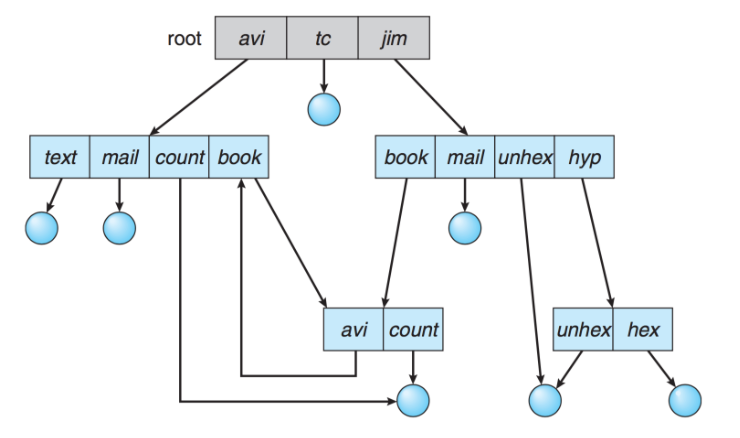 root avi tc jim
text mail count book
book mail unhex hyp
avi count
unhex hex